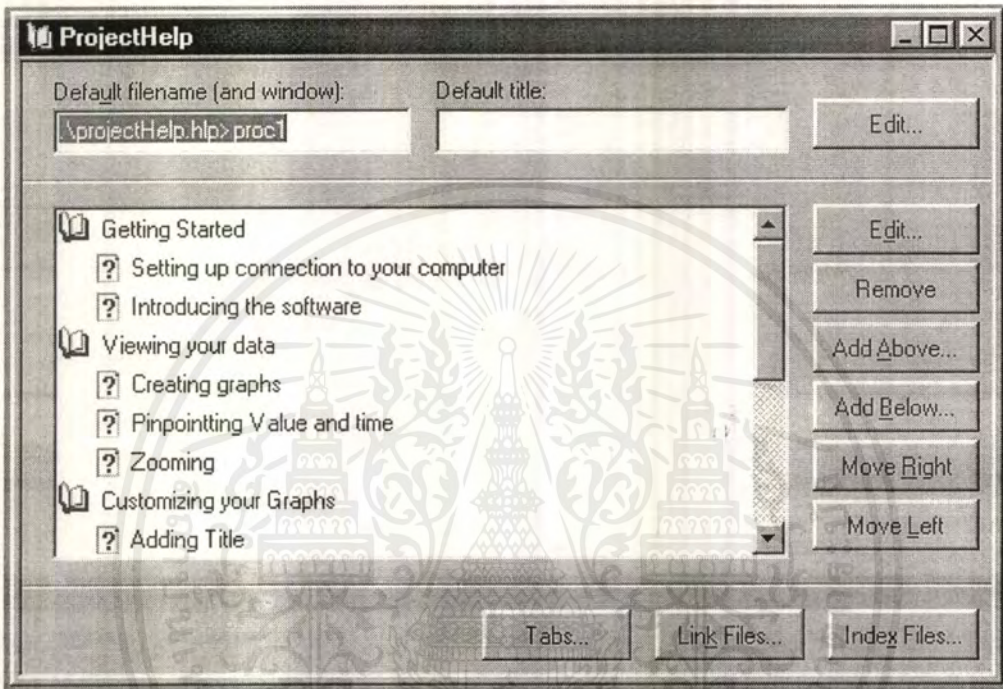 ProjectHelp
Default filename (and window):
Default title:
.\projectHelp.hlp>proc1
Edit...
Getting Started
Setting up connection to your computer
Introducing the software
Viewing your data
Creating graphs
Pinpointting Value and time
Zooming
Customizing your Graphs
Adding Title
Edit...
Remove
Add Above...
Add Below...
Move Right
Move Left
Tabs...
Link Files...
Index Files...